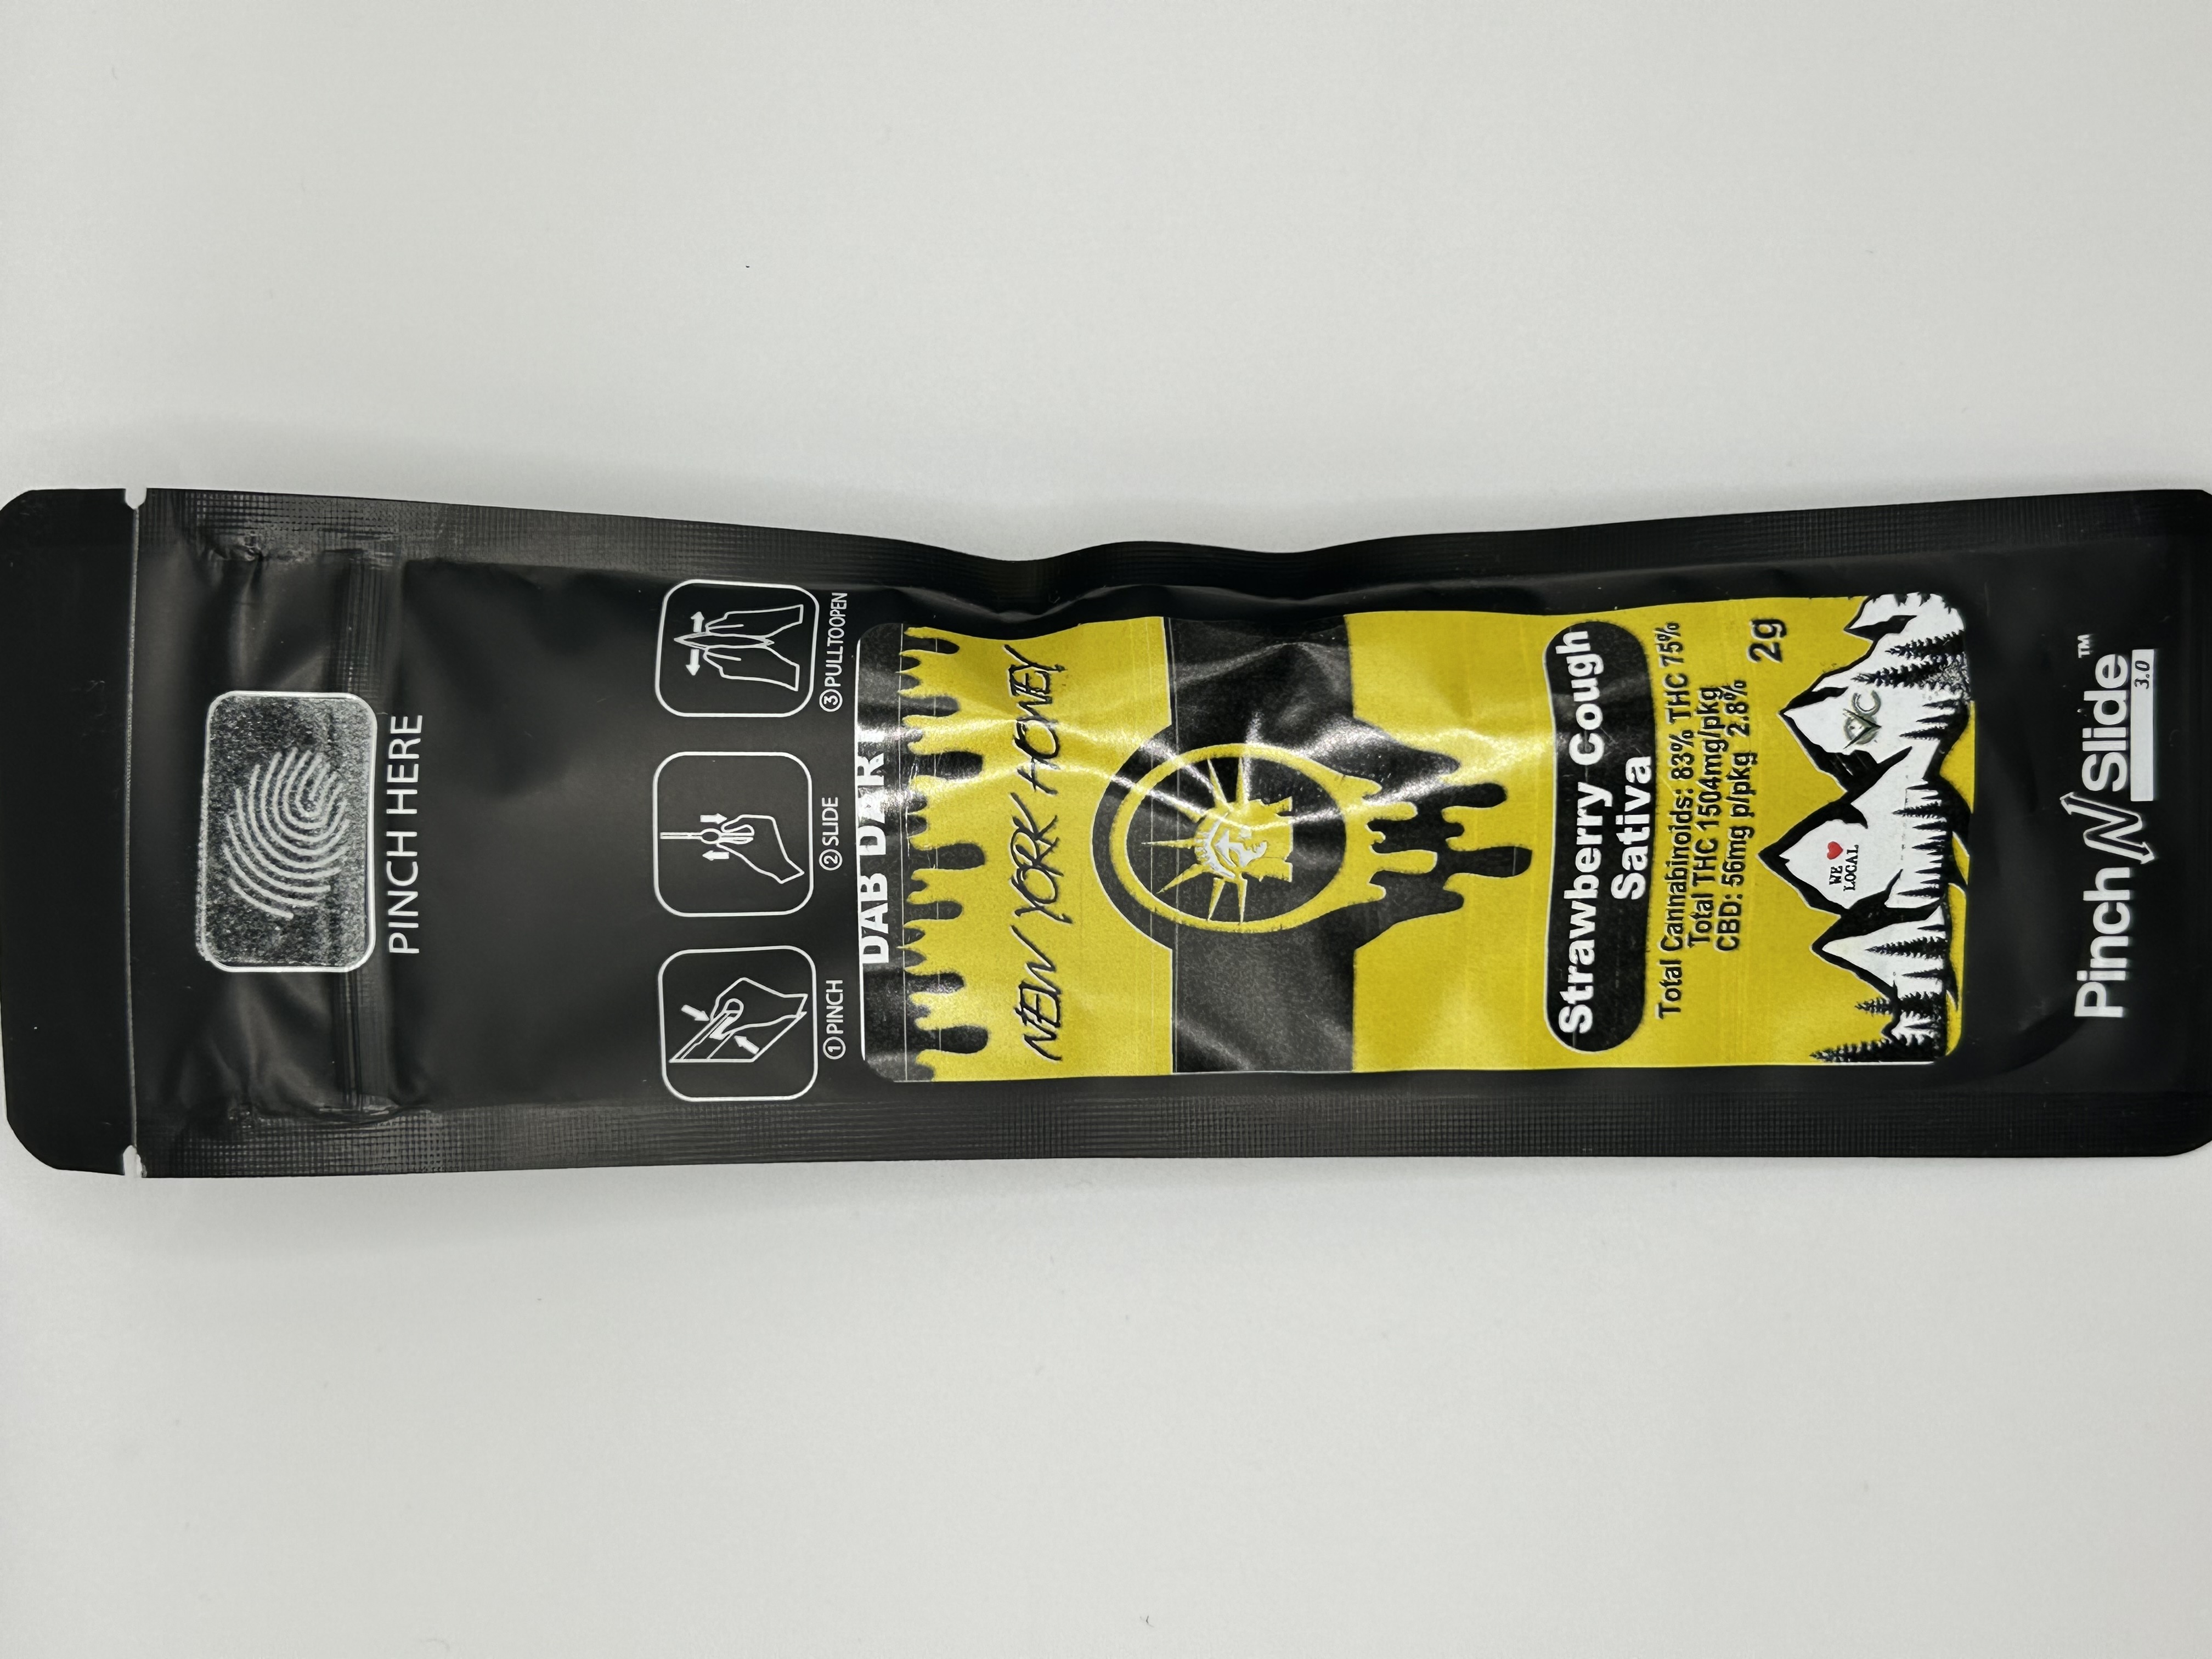 PINCH HERE
①PINCH
②SLIDE
③PULLTOOPEN
DAB DART
NEW YORK HONEY
Strawberry Cough
Sativa
Total Cannabinoids: 83% THC 75%
Total THC 1504mg/pkg
CBD: 56mg p/pkg 2.8%
2g
WE ♥
LOCAL
Pinch N Slide™
3.0